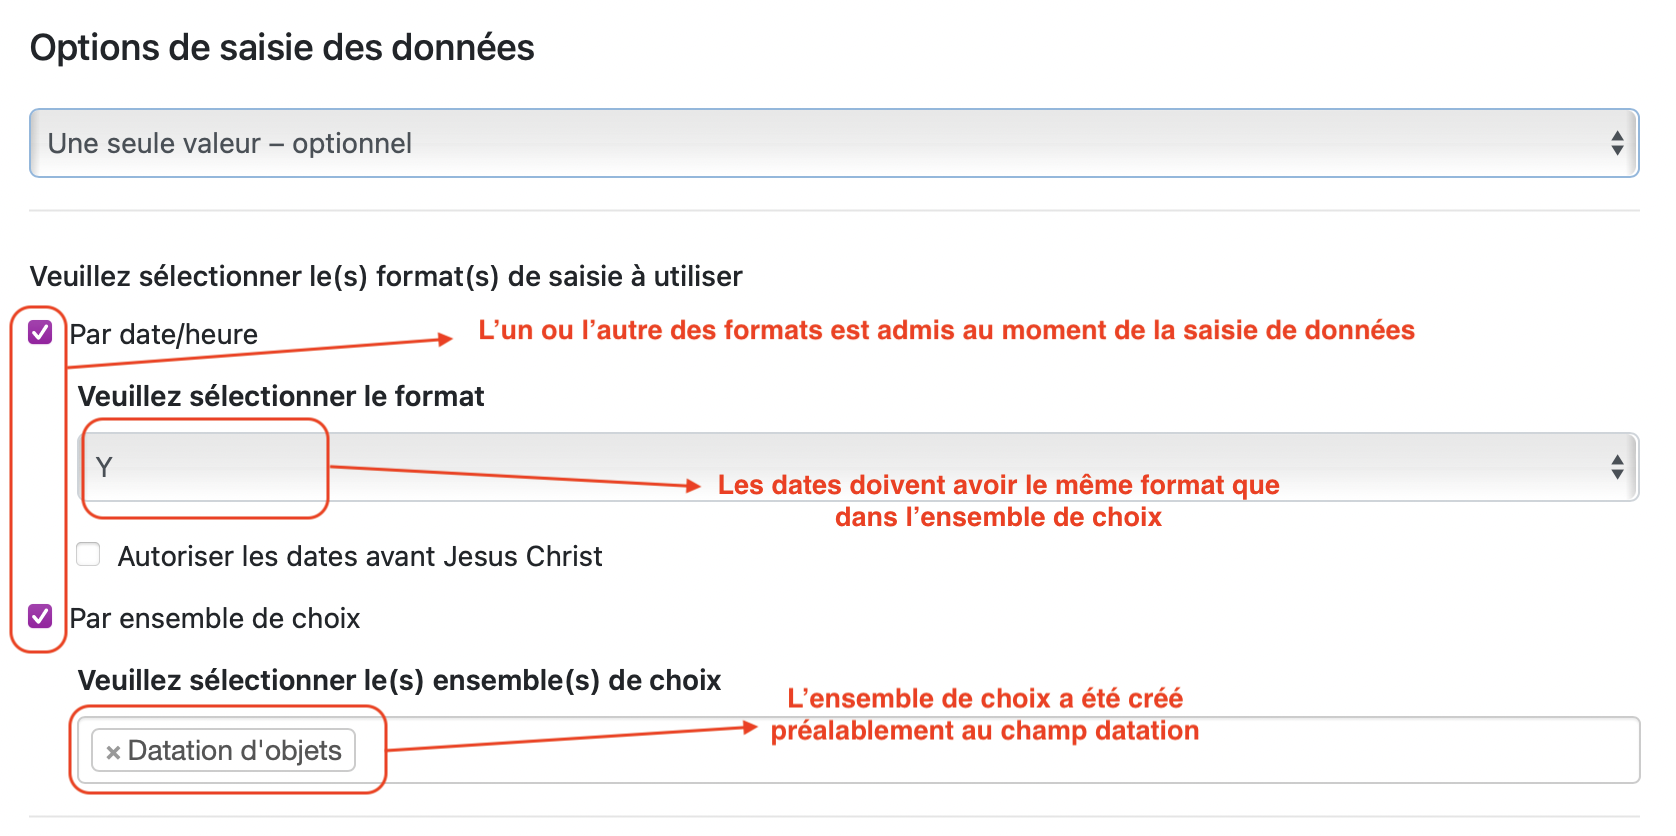 Options de saisie des données
Une seule valeur – optionnel
Veuillez sélectionner le(s) format(s) de saisie à utiliser
Par date/heure
L’un ou l’autre des formats est admis au moment de la saisie de données
Veuillez sélectionner le format
Y
Les dates doivent avoir le même format que
dans l’ensemble de choix
Autoriser les dates avant Jesus Christ
Par ensemble de choix
Veuillez sélectionner le(s) ensemble(s) de choix
L’ensemble de choix a été créé
préalablement au champ datation
× Datation d'objets